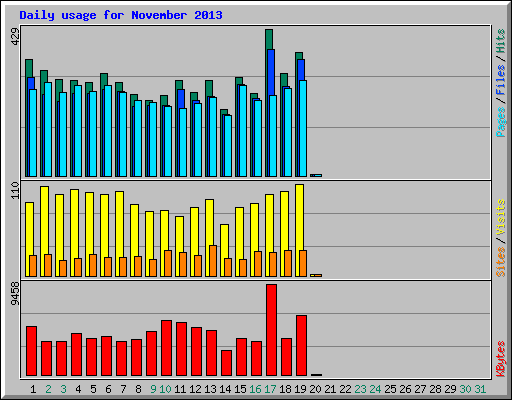 Daily usage for November 2013
429
Pages / Files / Hits
110
Sites / Visits
9458
KBytes
1 2 3 4 5 6 7 8 9 10 11 12 13 14 15 16 17 18 19 20 21 22 23 24 25 26 27 28 29 30 31